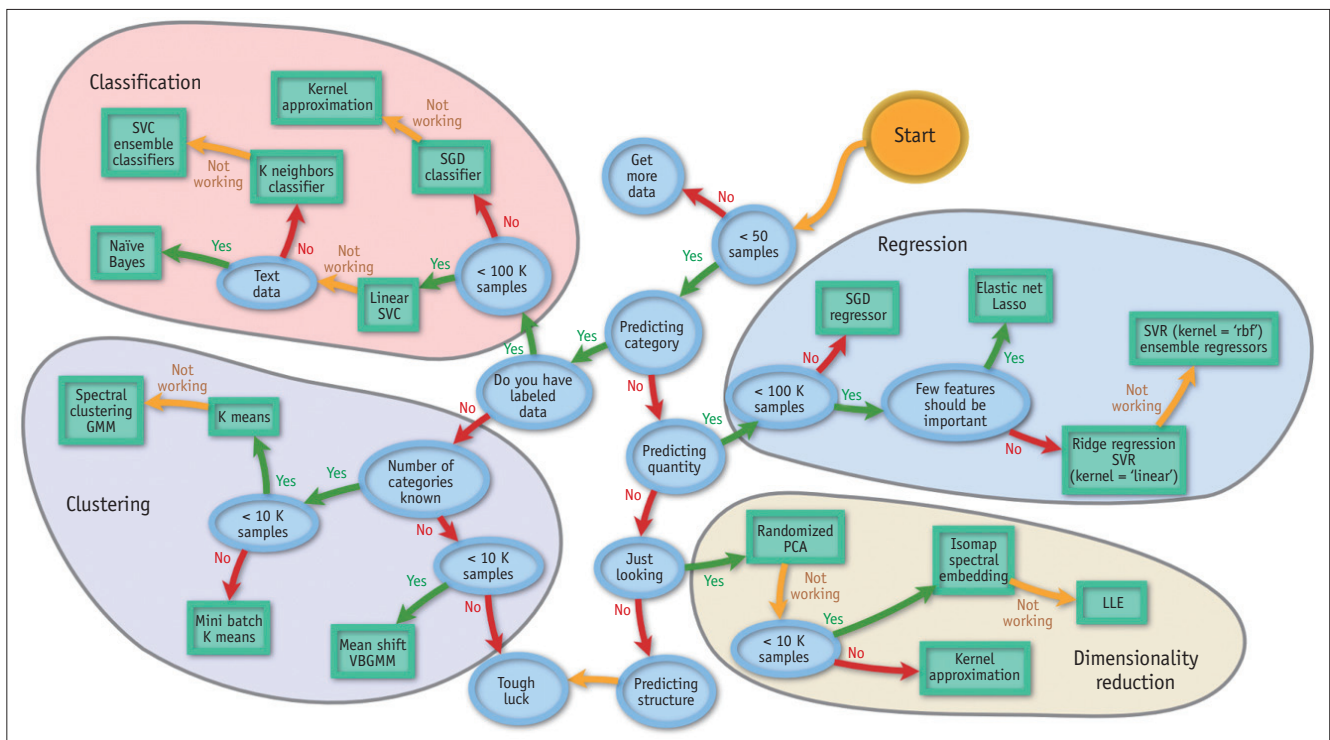 Classification
Kernel
approximation
Not
working
SVC
ensemble
classifiers
Not
working
K neighbors
classifier
SGD
classifier
No
Naïve
Bayes
Yes
No
Text
data
Not
working
Linear
SVC
Yes
< 100 K
samples
Yes
Start
Get
more
data
No
< 50
samples
Yes
Predicting
category
Yes
No
Do you have
labeled
data
No
Regression
SGD
regressor
No
Elastic net
Lasso
Yes
SVR (kernel = ‘rbf’)
ensemble regressors
Not
working
< 100 K
samples
Yes
Few features
should be
important
No
Ridge regression
SVR
(kernel = ‘linear’)
Predicting
quantity
Yes
No
Clustering
Spectral
clustering
GMM
Not
working
K means
Yes
Number of
categories
known
Yes
No
< 10 K
samples
No
Mini batch
K means
< 10 K
samples
Yes
No
Mean shift
VBGMM
Tough
luck
Just
looking
Yes
No
Predicting
structure
Randomized
PCA
Not
working
< 10 K
samples
Yes
No
Isomap
spectral
embedding
Not
working
LLE
Kernel
approximation
Dimensionality
reduction